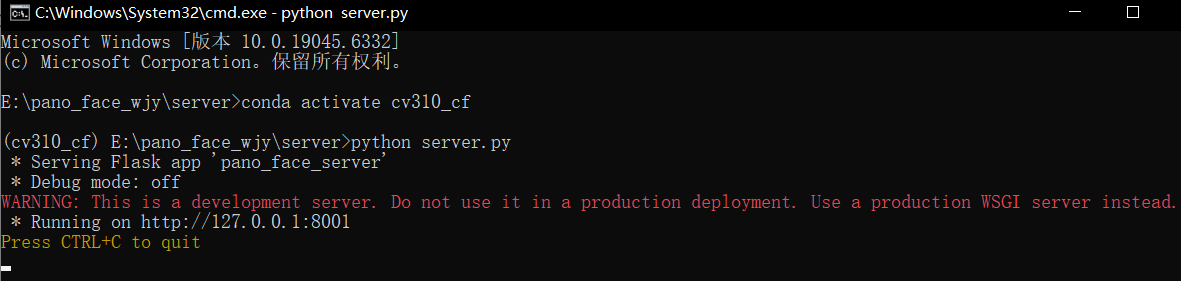 C:\Windows\System32\cmd.exe - python server.py
Microsoft Windows [版本 10.0.19045.6332]
(c) Microsoft Corporation。保留所有权利。
E:\pano_face_wjy\server>conda activate cv310_cf
(cv310_cf) E:\pano_face_wjy\server>python server.py
* Serving Flask app 'pano_face_server'
* Debug mode: off
WARNING: This is a development server. Do not use it in a production deployment. Use a production WSGI server instead.
* Running on http://127.0.0.1:8001
Press CTRL+C to quit